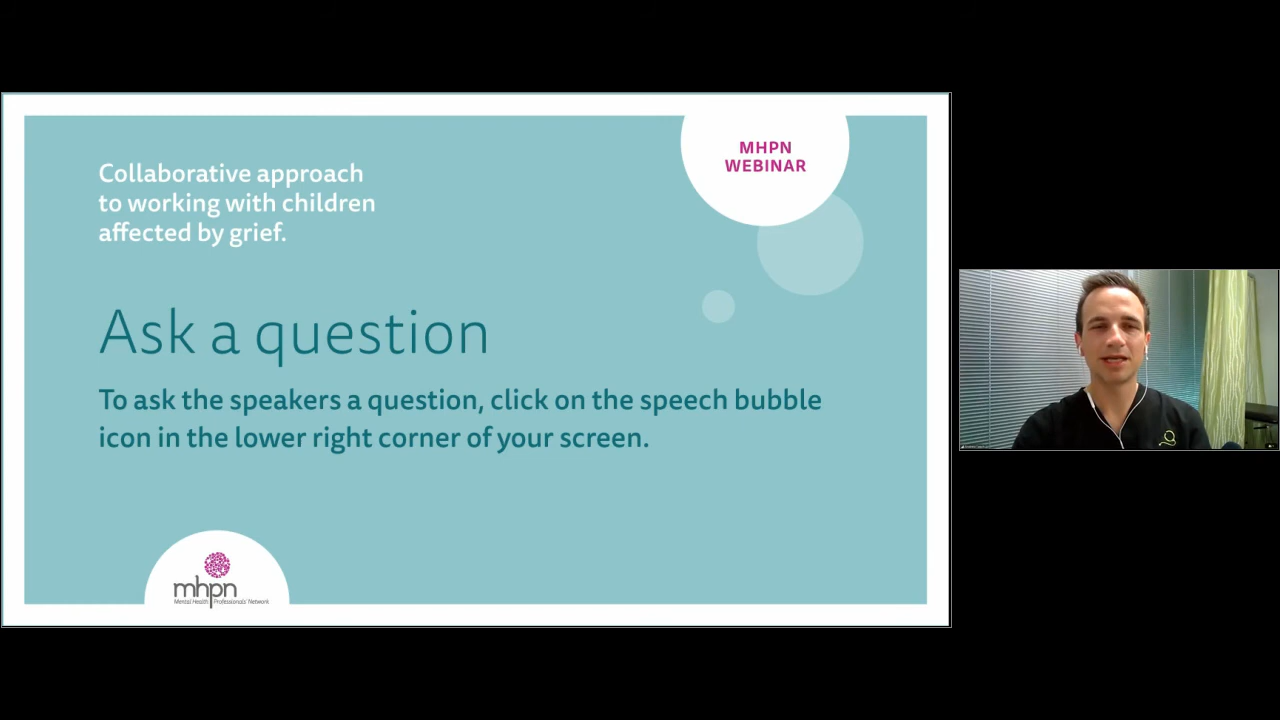 Collaborative approach
to working with children
affected by grief.
MHPN
WEBINAR
Ask a question
To ask the speakers a question, click on the speech bubble
icon in the lower right corner of your screen.
mhpn
Mental Health Professionals' Network